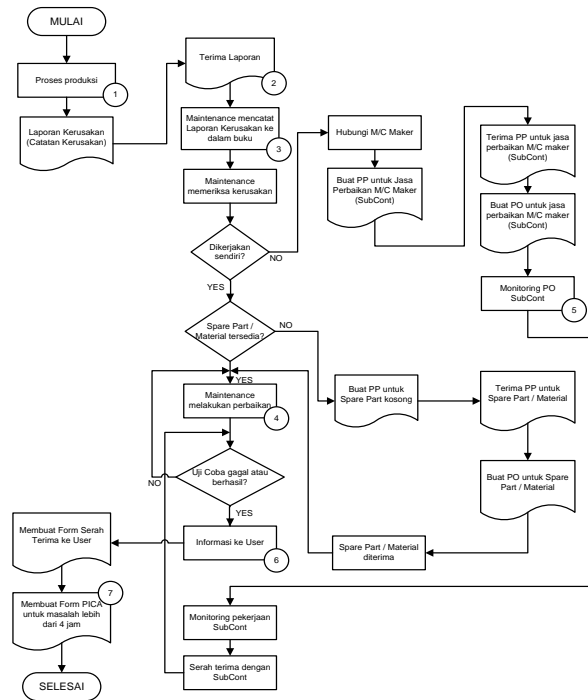 MULAI
Proses produksi
1
Laporan Kerusakan
(Catatan Kerusakan)
Terima Laporan
2
Maintenance mencatat
Laporan Kerusakan ke
dalam buku
3
Maintenance
memeriksa kerusakan
Dikerjakan
sendiri?
NO
YES
Hubungi M/C Maker
Buat PP untuk Jasa
Perbaikan M/C Maker
(SubCont)
Terima PP untuk jasa
perbaikan M/C maker
(SubCont)
Buat PO untuk jasa
perbaikan M/C maker
(SubCont)
Monitoring PO
SubCont
5
Spare Part /
Material tersedia?
NO
YES
Buat PP untuk
Spare Part kosong
Terima PP untuk
Spare Part / Material
Buat PO untuk Spare
Part / Material
Spare Part / Material
diterima
Maintenance
melakukan perbaikan
4
Uji Coba gagal atau
berhasil?
NO
YES
Informasi ke User
6
Membuat Form Serah
Terima ke User
7
Membuat Form PICA
untuk masalah lebih
dari 4 jam
SELESAI
Monitoring pekerjaan
SubCont
Serah terima dengan
SubCont